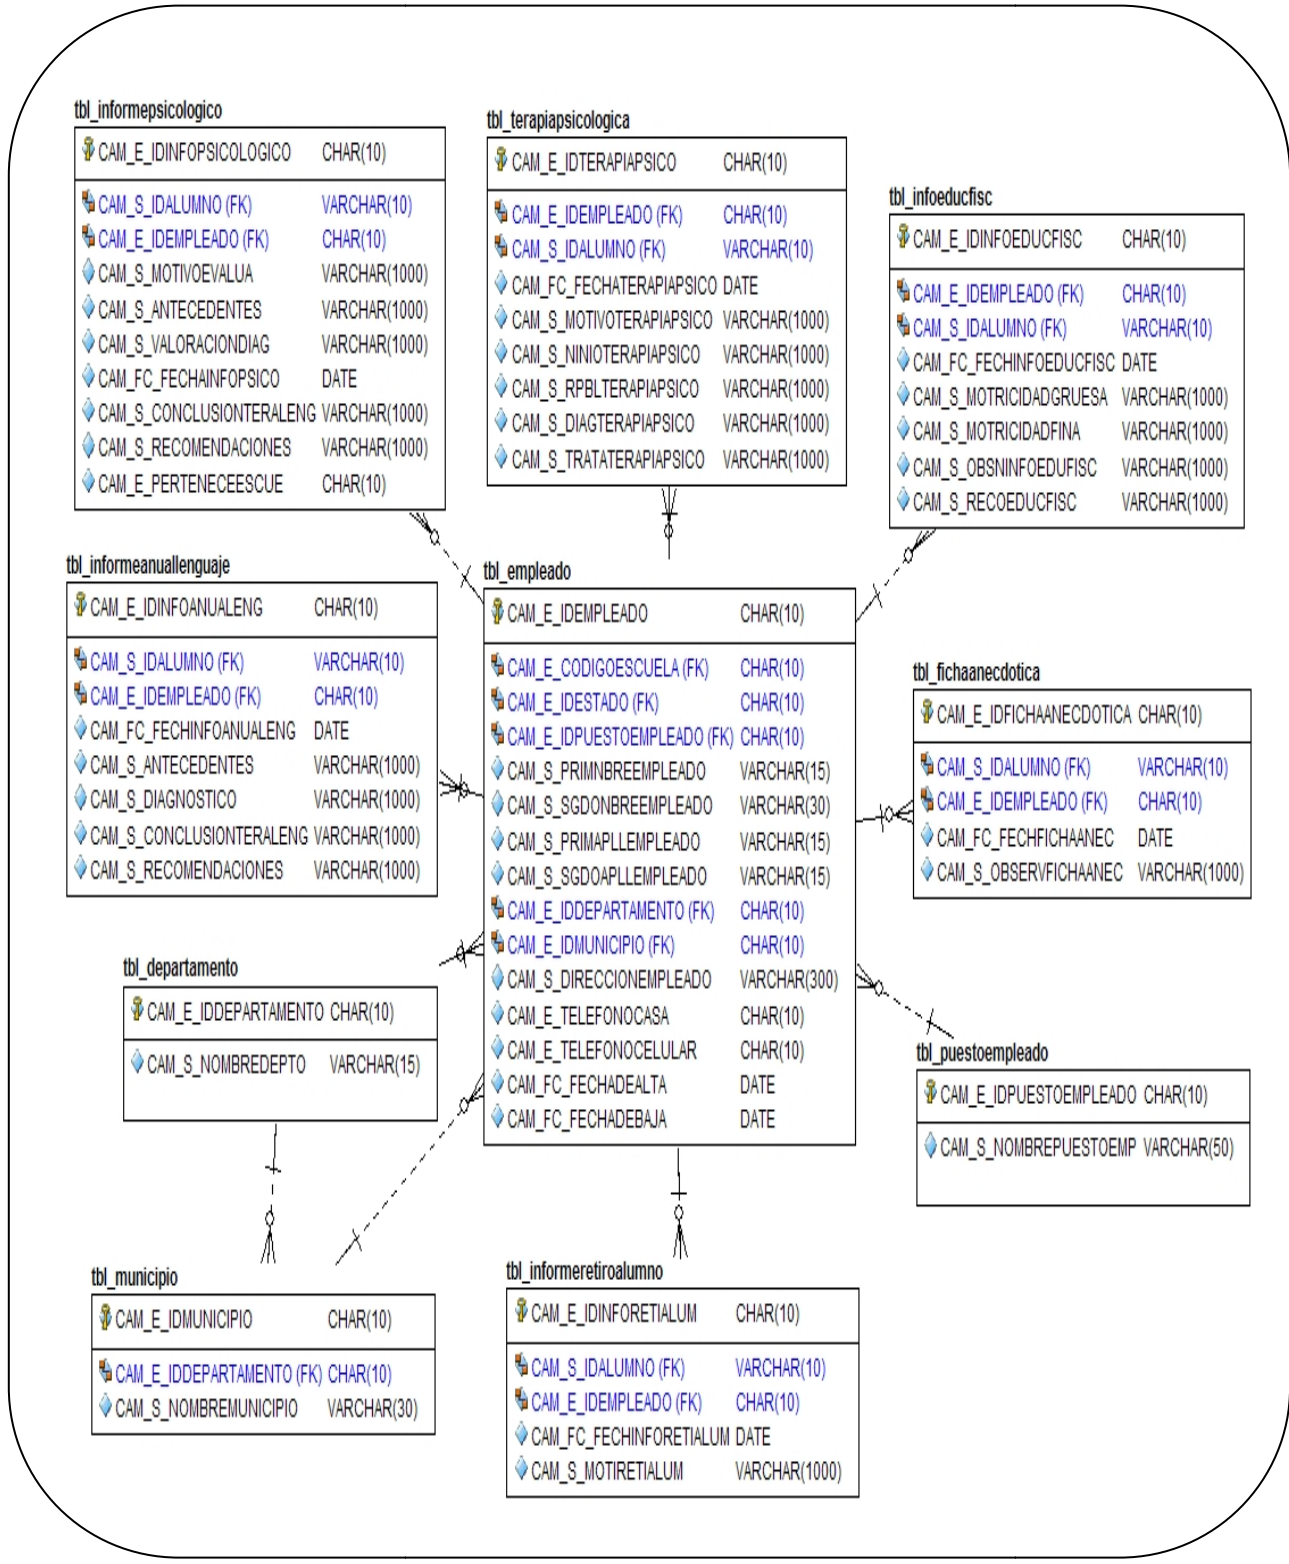 tbl_informepsicologico
CAM_E_IDINFOPSICOLOGICO CHAR(10)
CAM_S_IDALUMNO (FK) VARCHAR(10)
CAM_E_IDEMPLEADO (FK) CHAR(10)
CAM_S_MOTIVOEVALUA VARCHAR(1000)
CAM_S_ANTECEDENTES VARCHAR(1000)
CAM_S_VALORACIONDIAG VARCHAR(1000)
CAM_FC_FECHAINFOPSICO DATE
CAM_S_CONCLUSIONTERALENG VARCHAR(1000)
CAM_S_RECOMENDACIONES VARCHAR(1000)
CAM_E_PERTENECEESCUE CHAR(10)
tbl_terapiapsicologica
CAM_E_IDTERAPIAPSICO CHAR(10)
CAM_E_IDEMPLEADO (FK) CHAR(10)
CAM_S_IDALUMNO (FK) VARCHAR(10)
CAM_FC_FECHATERAPIAPSICO DATE
CAM_S_MOTIVOTERAPIAPSICO VARCHAR(1000)
CAM_S_NINIOTERAPIAPSICO VARCHAR(1000)
CAM_S_RPBLTERAPIAPSICO VARCHAR(1000)
CAM_S_DIAGTERAPIAPSICO VARCHAR(1000)
CAM_S_TRATATERAPIAPSICO VARCHAR(1000)
tbl_infoeducfisc
CAM_E_IDINFOEDUCFISC CHAR(10)
CAM_E_IDEMPLEADO (FK) CHAR(10)
CAM_S_IDALUMNO (FK) VARCHAR(10)
CAM_FC_FECHINFOEDUCFISC DATE
CAM_S_MOTRICIDADGRUESA VARCHAR(1000)
CAM_S_MOTRICIDADFINA VARCHAR(1000)
CAM_S_OBSNINFOEDUFISC VARCHAR(1000)
CAM_S_RECOEDUCFISC VARCHAR(1000)
tbl_informeanuallenguaje
CAM_E_IDINFOANUALENG CHAR(10)
CAM_S_IDALUMNO (FK) VARCHAR(10)
CAM_E_IDEMPLEADO (FK) CHAR(10)
CAM_FC_FECHINFOANUALENG DATE
CAM_S_ANTECEDENTES VARCHAR(1000)
CAM_S_DIAGNOSTICO VARCHAR(1000)
CAM_S_CONCLUSIONTERALENG VARCHAR(1000)
CAM_S_RECOMENDACIONES VARCHAR(1000)
tbl_empleado
CAM_E_IDEMPLEADO CHAR(10)
CAM_E_CODIGOESCUELA (FK) CHAR(10)
CAM_E_IDESTADO (FK) CHAR(10)
CAM_E_IDPUESTOEMPLEADO (FK) CHAR(10)
CAM_S_PRIMNBREEMPLEADO VARCHAR(15)
CAM_S_SGDONBREEMPLEADO VARCHAR(30)
CAM_S_PRIMAPLLEMPLEADO VARCHAR(15)
CAM_S_SGDOAPLLEMPLEADO VARCHAR(15)
CAM_E_IDDEPARTAMENTO (FK) CHAR(10)
CAM_E_IDMUNICIPIO (FK) CHAR(10)
CAM_S_DIRECCIONEMPLEADO VARCHAR(300)
CAM_E_TELEFONOCASA CHAR(10)
CAM_E_TELEFONOCELULAR CHAR(10)
CAM_FC_FECHADEALTA DATE
CAM_FC_FECHADEBAJA DATE
tbl_fichaanecdotica
CAM_E_IDFICHAANECDOTICA CHAR(10)
CAM_S_IDALUMNO (FK) VARCHAR(10)
CAM_E_IDEMPLEADO (FK) CHAR(10)
CAM_FC_FECHFICHAANEC DATE
CAM_S_OBSERVFICHAANEC VARCHAR(1000)
tbl_departamento
CAM_E_IDDEPARTAMENTO CHAR(10)
CAM_S_NOMBREDEPTO VARCHAR(15)
tbl_puestoempleado
CAM_E_IDPUESTOEMPLEADO CHAR(10)
CAM_S_NOMBREPUESTOEMP VARCHAR(50)
tbl_municipio
CAM_E_IDMUNICIPIO CHAR(10)
CAM_E_IDDEPARTAMENTO (FK) CHAR(10)
CAM_S_NOMBREMUNICIPIO VARCHAR(30)
tbl_informeretiroalumno
CAM_E_IDINFORETIALUM CHAR(10)
CAM_S_IDALUMNO (FK) VARCHAR(10)
CAM_E_IDEMPLEADO (FK) CHAR(10)
CAM_FC_FECHINFORETIALUM DATE
CAM_S_MOTIRETIALUM VARCHAR(1000)